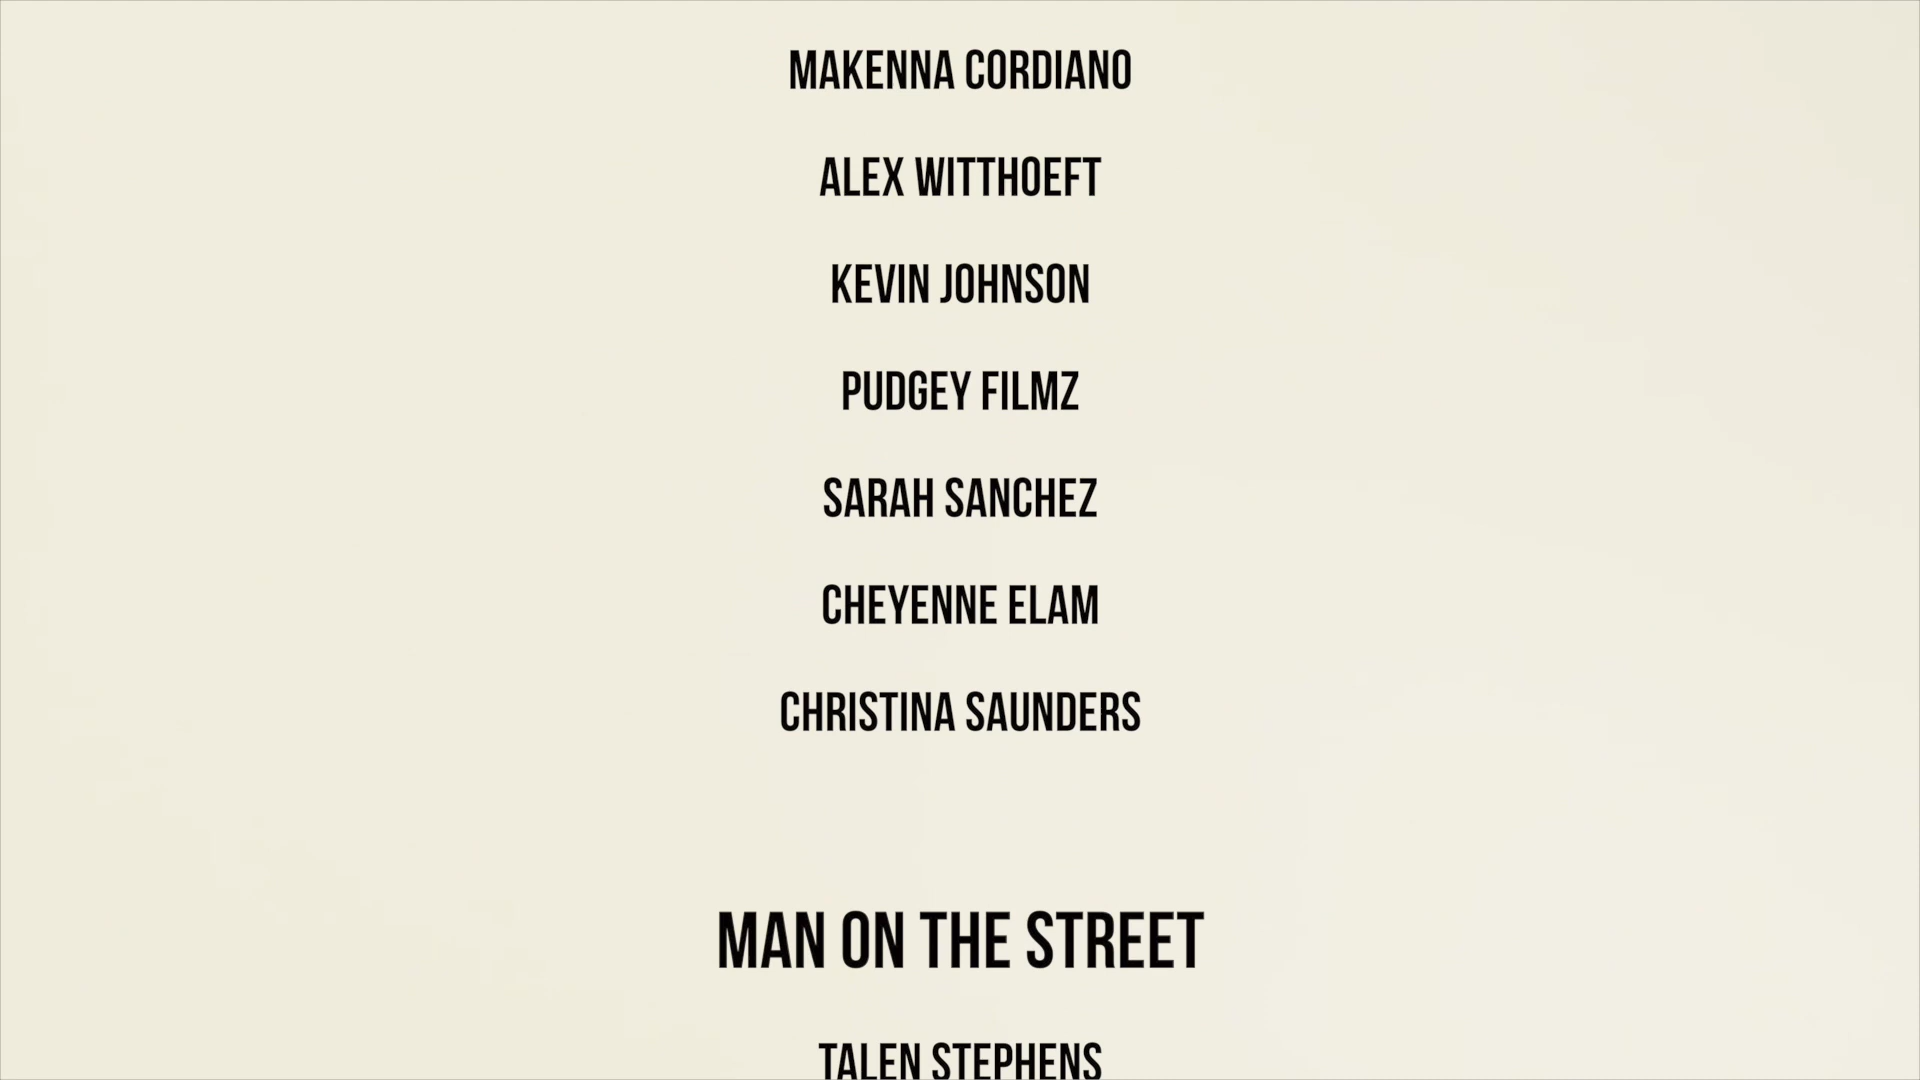 MAKENNA CORDIANO
ALEX WITTHOEFT
KEVIN JOHNSON
PUDGEY FILMZ
SARAH SANCHEZ
CHEYENNE ELAM
CHRISTINA SAUNDERS
MAN ON THE STREET
TALEN STEPHENS